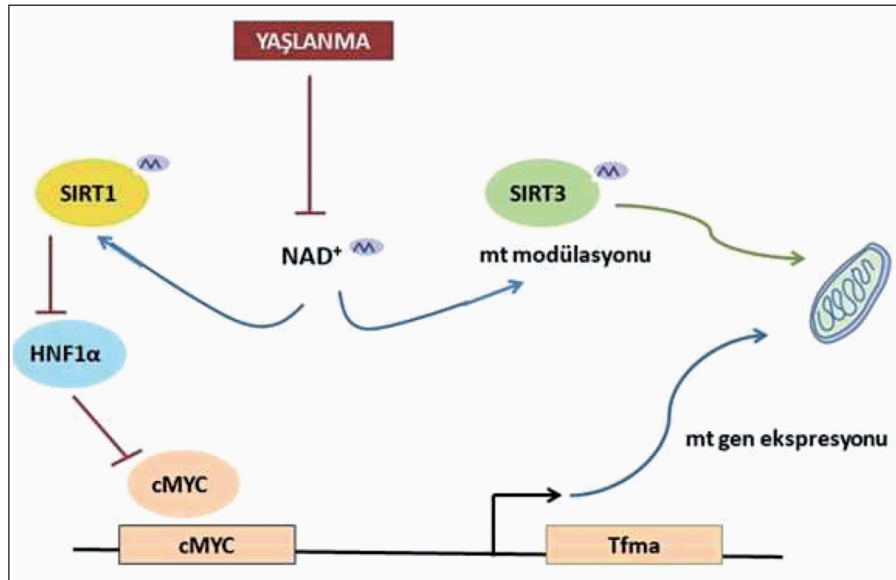 YAŞLANMA
SIRT1
SIRT3
NAD⁺
mt modülasyonu
HNF1α
mt gen ekspresyonu
cMYC
cMYC
Tfma